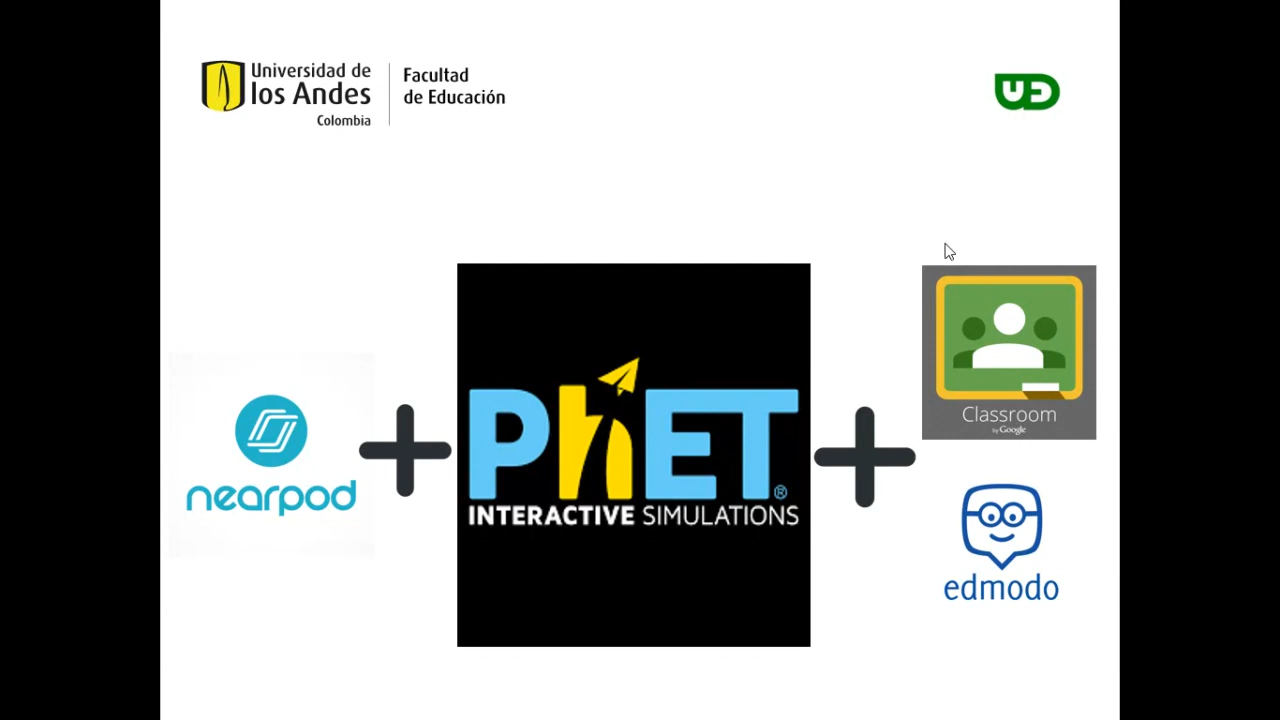 Universidad de
los Andes
Colombia
Facultad
de Educación
UD
nearpod
PhET
®
INTERACTIVE SIMULATIONS
Classroom
by Google
edmodo